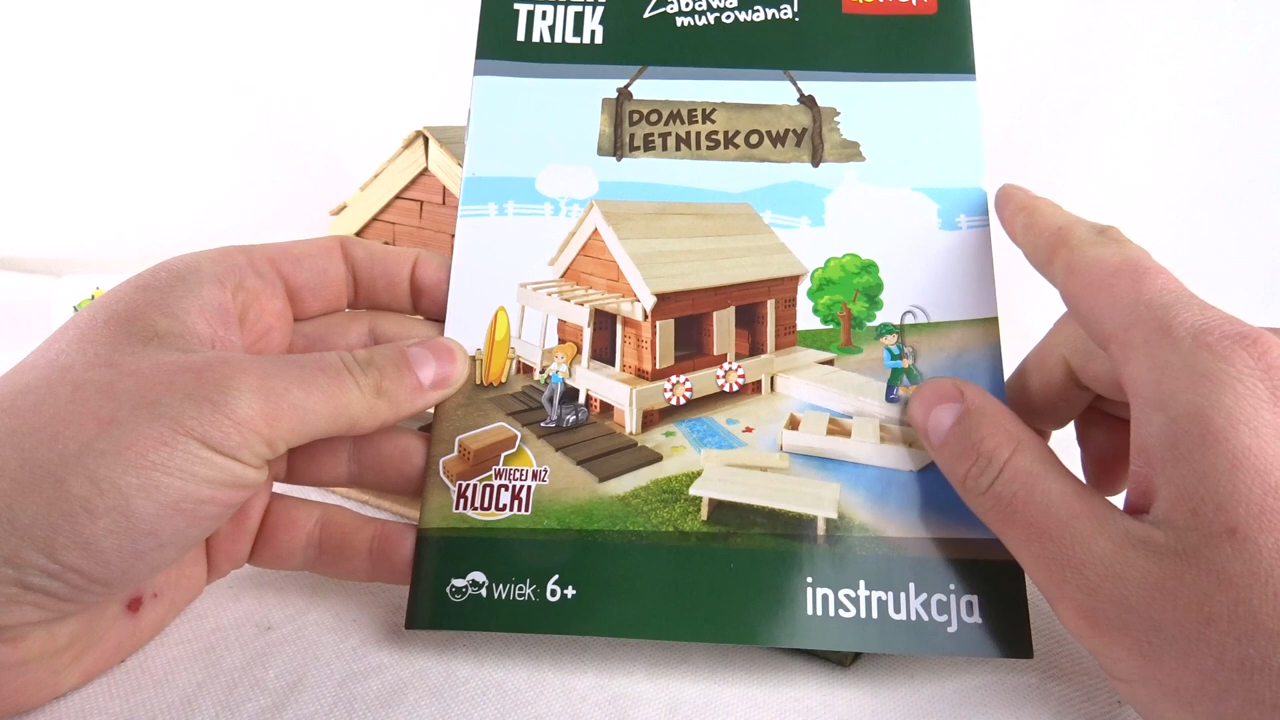 TRICK
Zabawa
murowana!
DOMEK
LETNISKOWY
WIĘCEJ NIŻ
KLOCKI
wiek: 6+
instrukcja